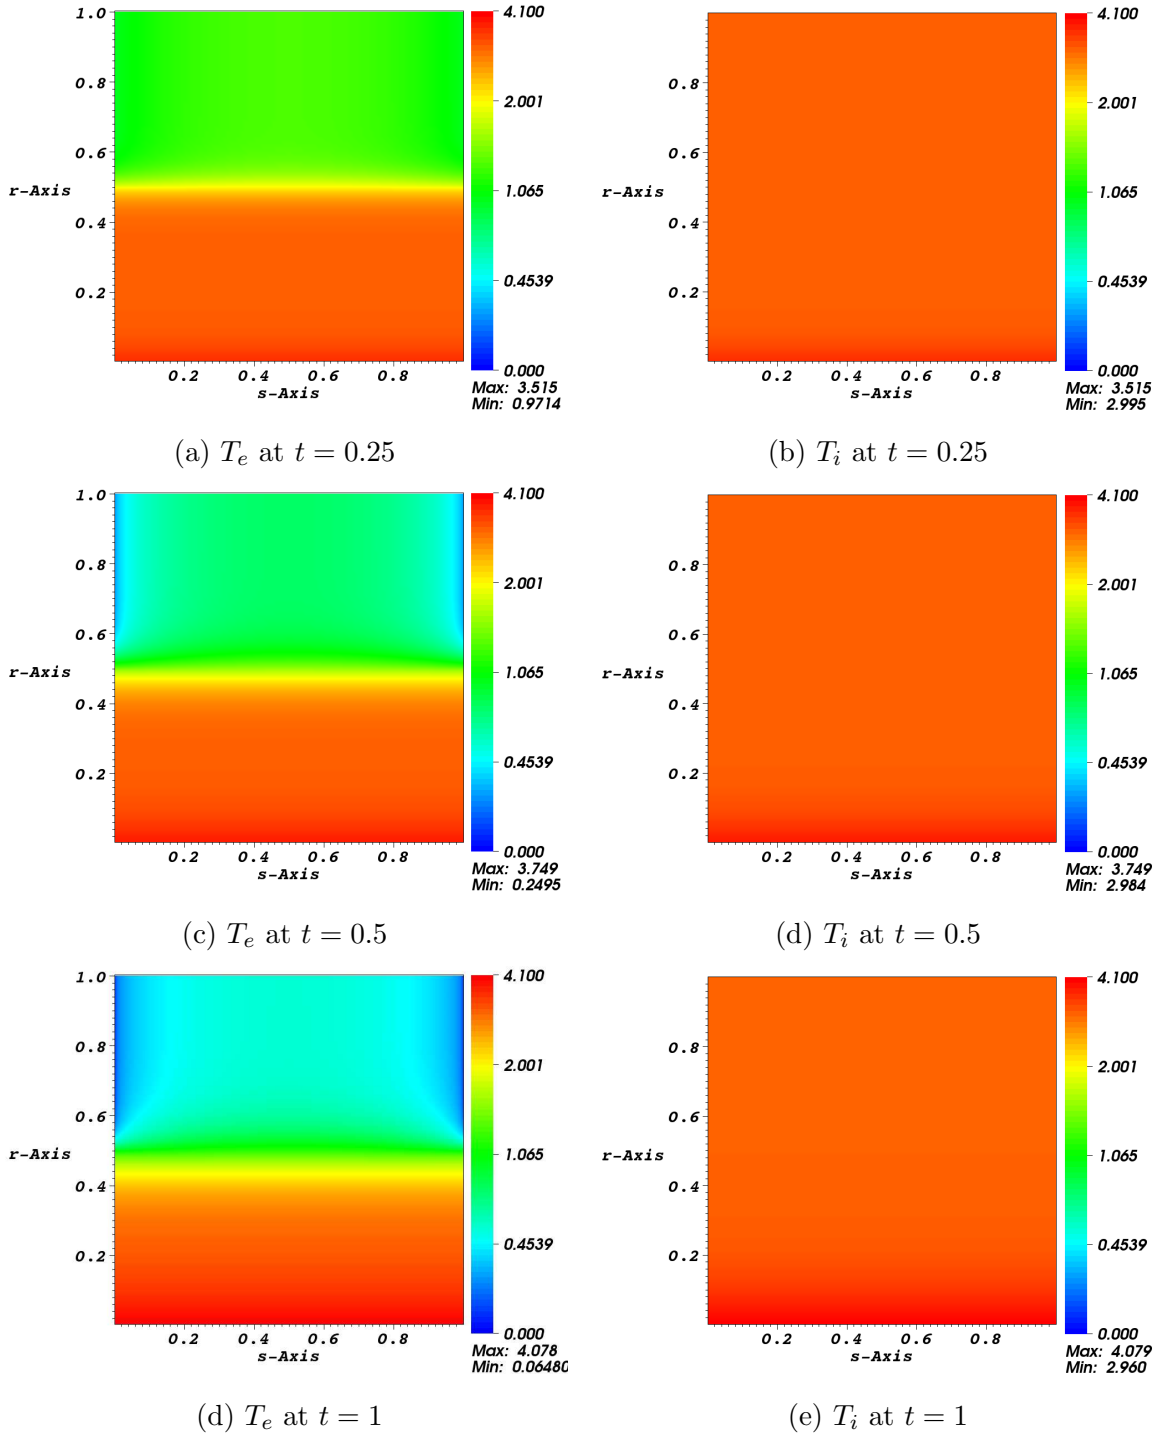 1.0
0.8
0.6
0.4
0.2
r-Axis
0.2 0.4 0.6 0.8
s-Axis
4.100
2.001
1.065
0.4539
0.000
Max: 3.515
Min: 0.9714
(a) T_e at t = 0.25
0.8
0.6
0.4
0.2
r-Axis
0.2 0.4 0.6 0.8
4.100
2.001
1.065
0.4539
0.000
Max: 3.515
Min: 2.995
(b) T_i at t = 0.25
1.0
0.8
0.6
0.4
0.2
r-Axis
0.2 0.4 0.6 0.8
s-Axis
4.100
2.001
1.065
0.4539
0.000
Max: 3.749
Min: 0.2495
(c) T_e at t = 0.5
0.8
0.6
0.4
0.2
r-Axis
0.2 0.4 0.6 0.8
s-Axis
4.100
2.001
1.065
0.4539
0.000
Max: 3.749
Min: 2.984
(d) T_i at t = 0.5
1.0
0.8
0.6
0.4
0.2
r-Axis
0.2 0.4 0.6 0.8
s-Axis
4.100
2.001
1.065
0.4539
0.000
Max: 4.078
Min: 0.06480
(d) T_e at t = 1
0.8
0.6
0.4
0.2
r-Axis
0.2 0.4 0.6 0.8
s-Axis
4.100
2.001
1.065
0.4539
0.000
Max: 4.079
Min: 2.960
(e) T_i at t = 1